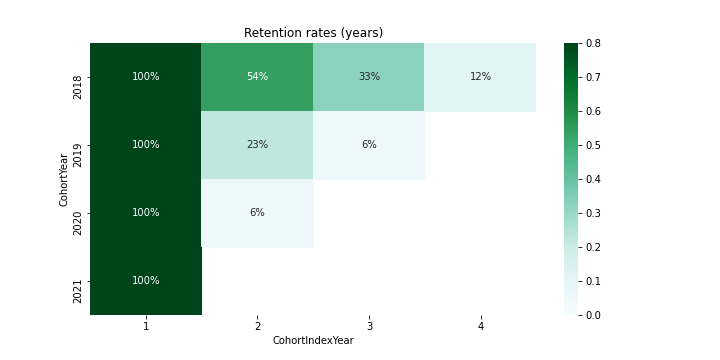 Retention rates (years)
CohortYear
2018 100% 54% 33% 12%
2019 100% 23% 6%
2020 100% 6%
2021 100%
1 2 3 4
CohortIndexYear
0.8
0.7
0.6
0.5
0.4
0.3
0.2
0.1
0.0